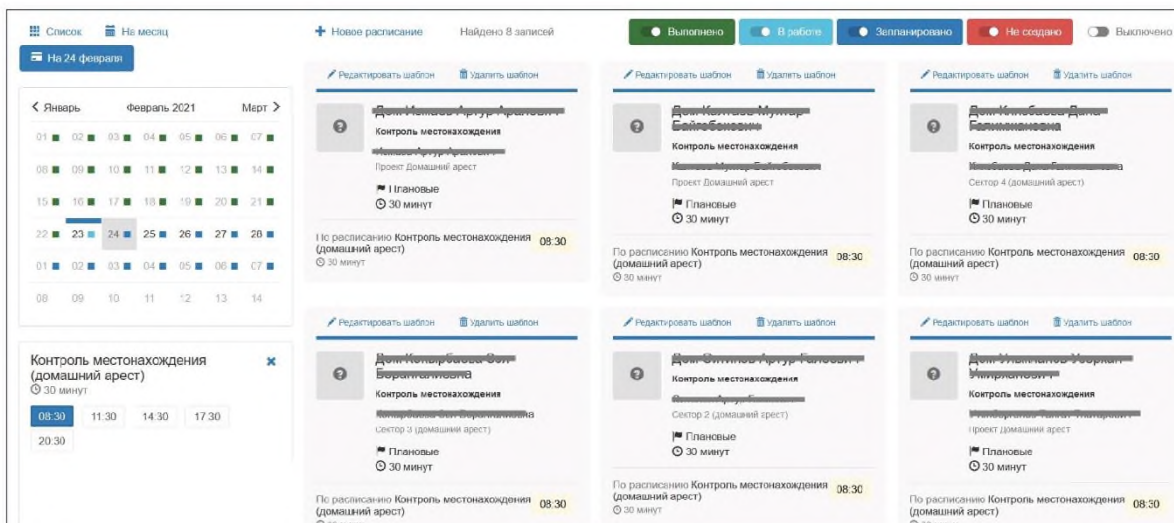 Список
На месяц
На 24 февраля
Январь Февраль 2021 Март
01 02 03 04 05 06 07
08 09 10 11 12 13 14
15 16 17 18 19 20 21
22 23 24 25 26 27 28
01 02 03 04 05 06 07
08 09 10 11 12 13 14
Контроль местонахождения
(домашний арест)
30 минут
08:30 11:30 14:30 17:30
20:30
Новое расписание
Найдено 8 записей
Выполнено
В работе
Запланировано
Не создано
Выключено
Редактировать шаблон Удалить шаблон
Контроль местонахождения
Проект Домашний арест
Плановые
30 минут
По расписанию Контроль местонахождения
(домашний арест)
30 минут
08:30
Редактировать шаблон Удалить шаблон
Контроль местонахождения
Проект Домашний арест
Плановые
30 минут
По расписанию Контроль местонахождения
(домашний арест)
30 минут
08:30
Редактировать шаблон Удалить шаблон
Контроль местонахождения
Сектор 4 (домашний арест)
Плановые
30 минут
По расписанию Контроль местонахождения
(домашний арест)
30 минут
08:30
Редактировать шаблон Удалить шаблон
Контроль местонахождения
Сектор 3 (домашний арест)
Плановые
30 минут
По расписанию Контроль местонахождения
(домашний арест)
08:30
Редактировать шаблон Удалить шаблон
Контроль местонахождения
Сектор 2 (домашний арест)
Плановые
30 минут
По расписанию Контроль местонахождения
(домашний арест)
30 минут
08:30
Редактировать шаблон Удалить шаблон
Контроль местонахождения
Проект Домашний арест
Плановые
30 минут
По расписанию Контроль местонахождения
(домашний арест)
08:30